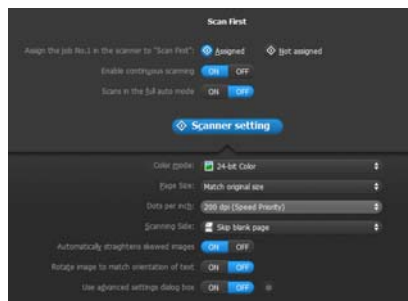 Scan First
Assign the job No.1 in the scanner to "Scan First": Assigned Not assigned
Enable continuous scanning ON OFF
Scans in the full auto mode ON OFF
Scanner setting
Color mode: 24-bit Color
Page Size: Match original size
Dots per inch: 200 dpi (Speed Priority)
Scanning Side: Skip blank page
Automatically straighten skewed images ON OFF
Rotate image to match orientation of text ON OFF
Use advanced settings dialog box ON OFF